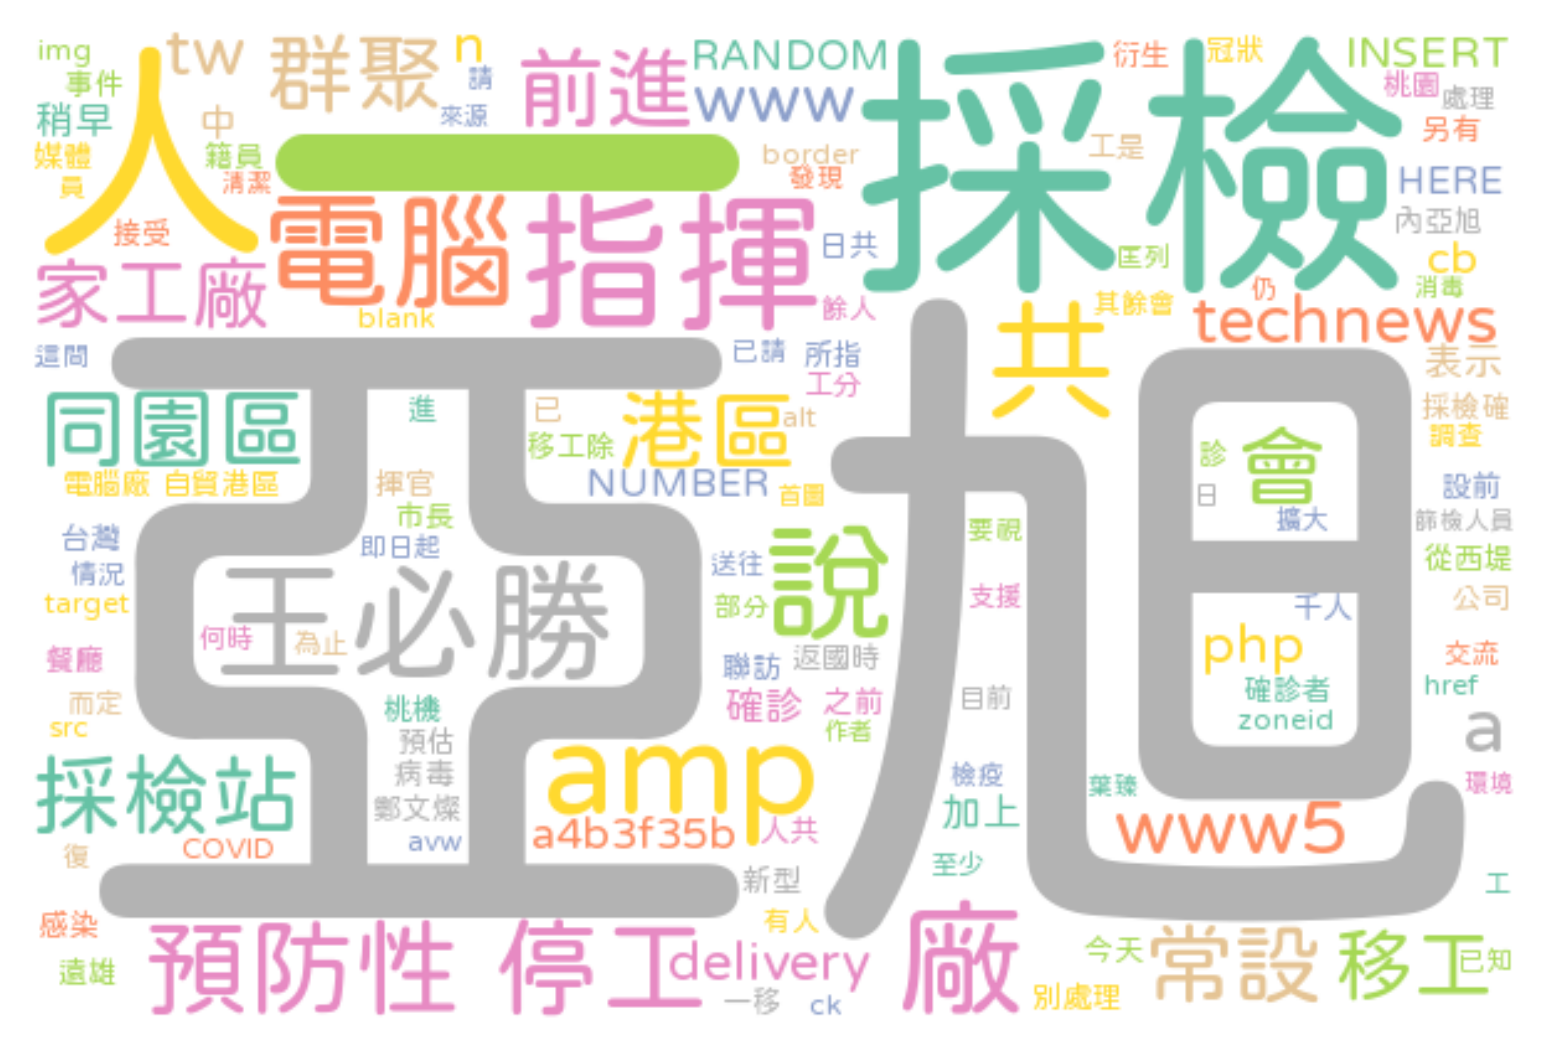 img tw 群聚 n 前進 RANDOM 採檢 衍生 冠狀 INSERT
事件 人 請 www 桃園 處理
稍早 中 來源 另有
媒體 籍員 一 border 工是
員 清潔 發現 HERE
接受 電腦 指揮 日共 內亞旭
家工廠 匡列 cb
blank 餘人 其餘會 仍 消毒
technews
這間 亞 已請 所指 旭 共 表示
工分
同園區 進 已 港區 alt 採檢確
移工除 診 會 調查
電腦廠 自貿港區 揮官 NUMBER 首圖 日 設前
市長 要視 擴大 篩檢人員
台灣 即日起 說 從西堤
情況 王必勝 送往
target 部分 支援 千人 公司
何時 為止 php
餐廳 聯訪 返國時 交流
而定 桃機 確診 之前 目前 確診者 href
src 預估 作者 zoneid a
採檢站 病毒 amp 檢疫 葉臻 環境
鄭文燦 加上
COVID avw a4b3f35b 人共 www5
復 新型 至少 工
感染 預防性 停工 有人 廠 今天 常設 移工
遠雄 delivery 已知
一移 ck 別處理